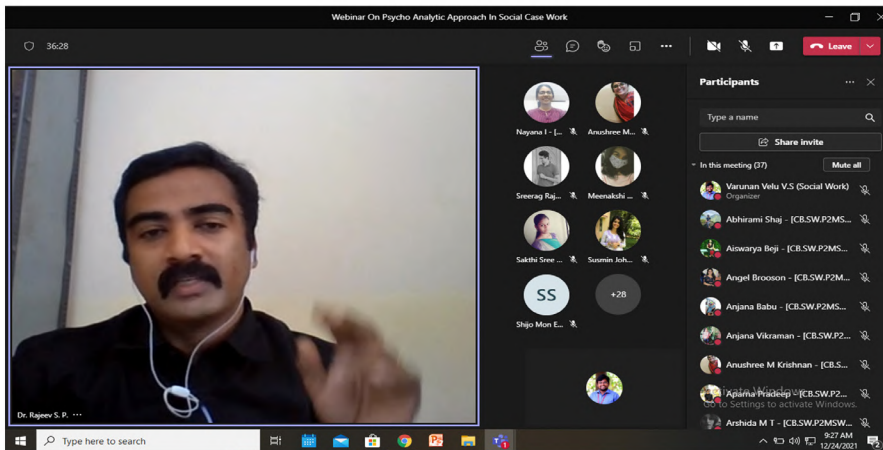 Webinar On Psycho Analytic Approach In Social Case Work
36:28
Leave
Participants
Type a name
Share invite
In this meeting (37)
Mute all
Varunan Velu V.S (Social Work)
Organizer
Abhirami Shaj - [CB.SW.P2MS...
Aiswarya Beji - [CB.SW.P2MS...
Angel Brooson - [CB.SW.P2M...
Anjana Babu - [CB.SW.P2MS...
Anjana Vikraman - [CB.SW.P2...
Anushree M Krishnan - [CB.S...
Aparna Pradeep - [CB.SW.P2...
Arshida M T - [CB.SW.P2MSW...
Activate Windows
Go to Settings to activate Windows.
Nayana I - [...
Anushree M...
Sreerag Raj...
Meenakshi ...
Sakthi Sree ...
Susmin Joh...
SS
+28
Shijo Mon E...
Dr. Rajeev S. P. ...
Type here to search
9:27 AM
12/24/2021
2